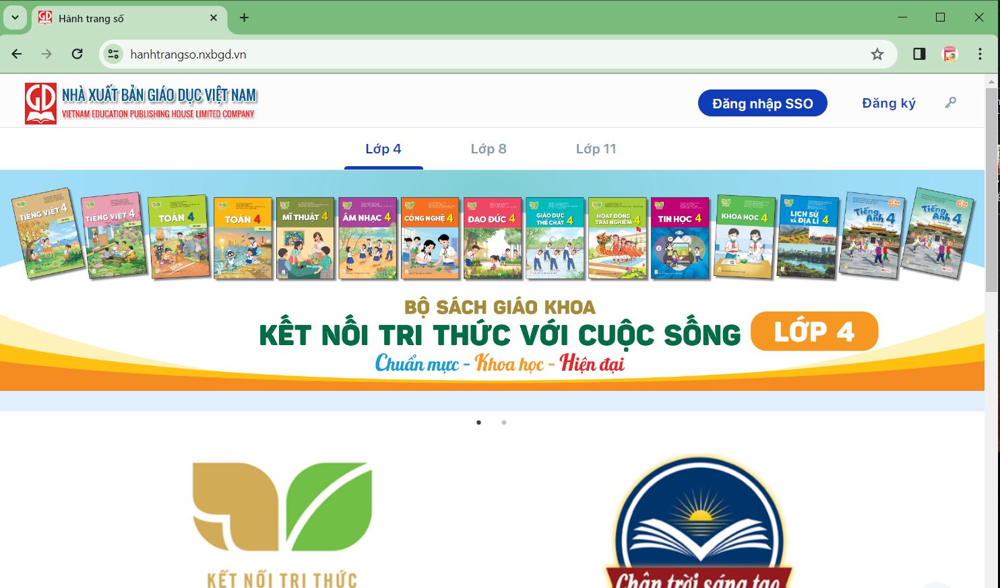 Hành trang số
hanhtrangso.nxbgd.vn
NHÀ XUẤT BẢN GIÁO DỤC VIỆT NAM
VIETNAM EDUCATION PUBLISHING HOUSE LIMITED COMPANY
Đăng nhập SSO
Đăng ký
Lớp 4
Lớp 8
Lớp 11
TIẾNG VIỆT 4
TIẾNG VIỆT 4
TOÁN 4
TOÁN 4
MĨ THUẬT 4
ÂM NHẠC 4
CÔNG NGHỆ 4
ĐẠO ĐỨC 4
GIÁO DỤC
THỂ CHẤT 4
HOẠT ĐỘNG
TRẢI NGHIỆM 4
TIN HỌC 4
KHOA HỌC 4
LỊCH SỬ
VÀ ĐỊA LÍ 4
Tiếng
Anh 4
Tiếng
Anh 4
BỘ SÁCH GIÁO KHOA
KẾT NỐI TRI THỨC VỚI CUỘC SỐNG
LỚP 4
Chuẩn mực - Khoa học - Hiện đại
KẾT NỐI TRI THỨC
Chân trời sáng tạo